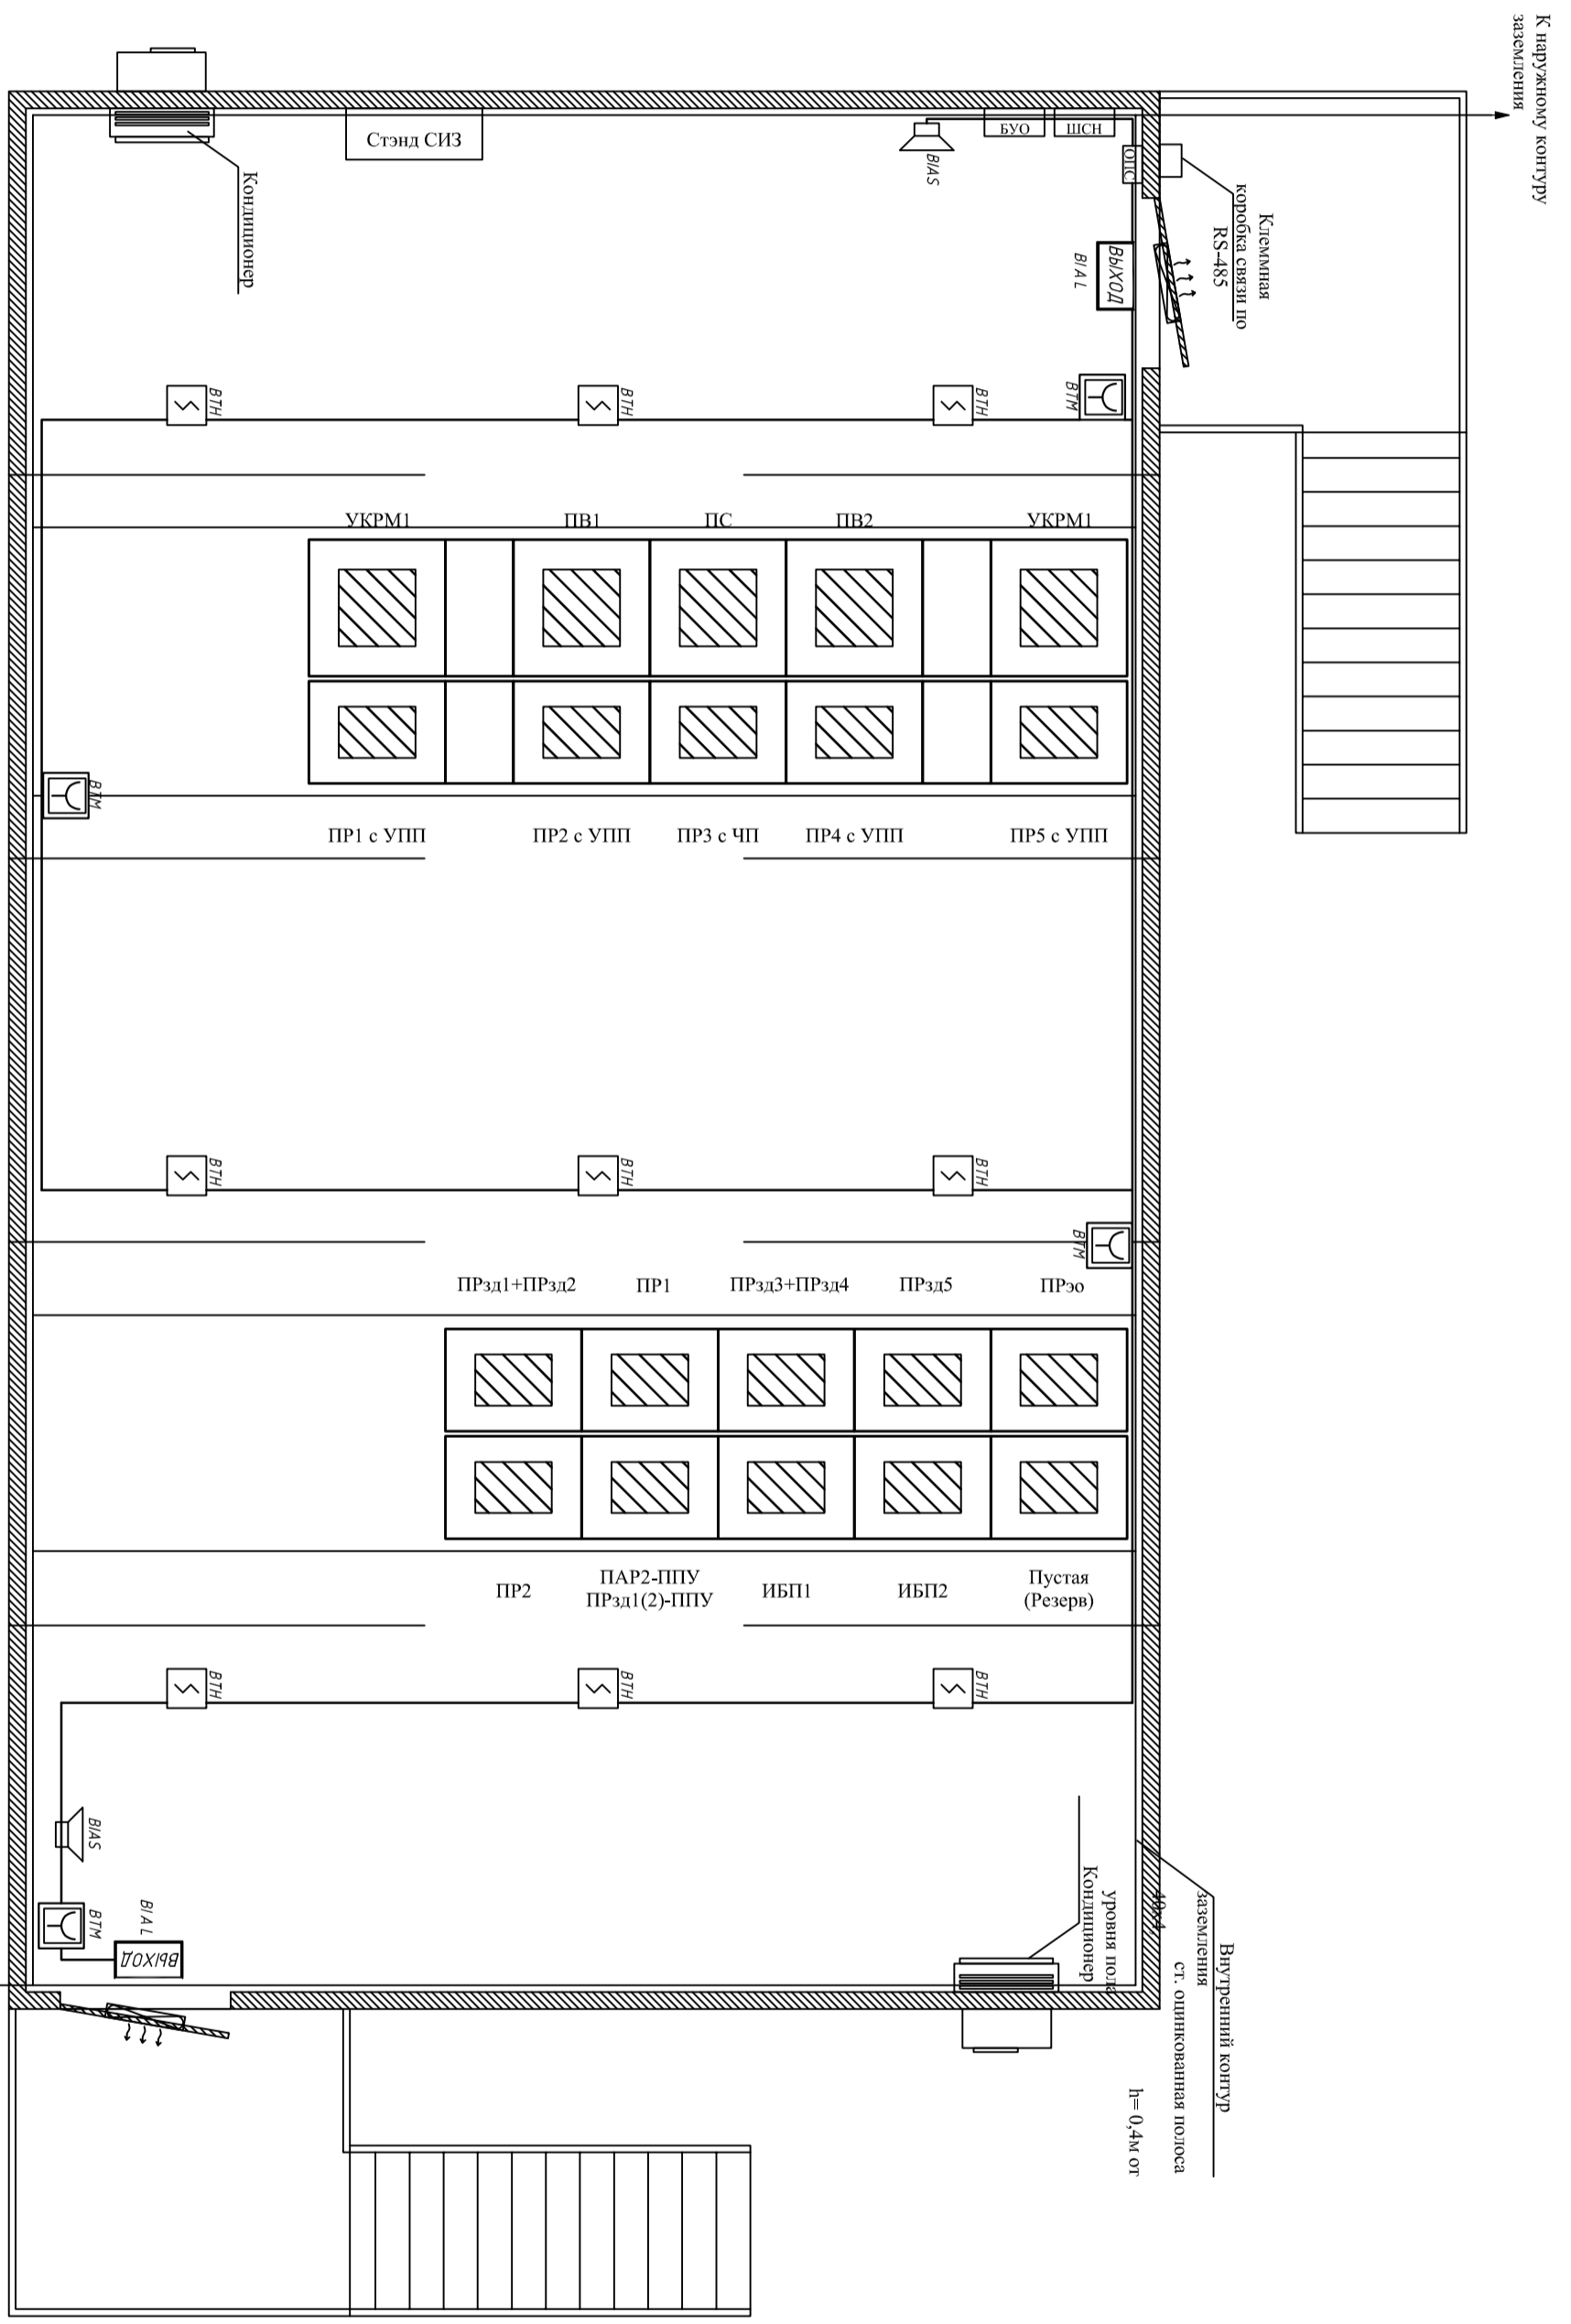 К наружному контуру
заземления
Клеммная
коробка связи по
RS-485
Стэнд СИЗ
БУО
ШСН
ОПС
BIAS
Кондиционер
ВЫХОД
BIAL
BTH
BTH
BTH
BTM
УКРМ1
ПВ1
ПС
ПВ2
УКРМ1
BTM
ПР1 с УПП
ПР2 с УПП
ПР3 с ЧП
ПР4 с УПП
ПР5 с УПП
BTH
BTH
BTH
BTM
ПРзд1+ПРзд2
ПР1
ПРзд3+ПРзд4
ПРзд5
ПРэо
ПР2
ПАР2-ППУ
ПРзд1(2)-ППУ
ИБП1
ИБП2
Пустая
(Резерв)
BTH
BTH
BTH
BIAS
BTM
BIAL
ВЫХОД
Внутренний контур
заземления
ст. оцинкованная полоса
40х4,
h= 0,4м от
уровня пола
Кондиционер